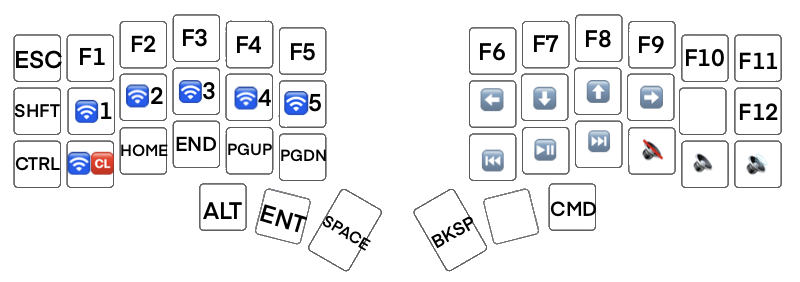 ESC F1 F2 F3 F4 F5 F6 F7 F8 F9 F10 F11
SHFT 1 2 3 4 5 F12
CTRL CL HOME END PGUP PGDN
ALT ENT SPACE BKSP CMD